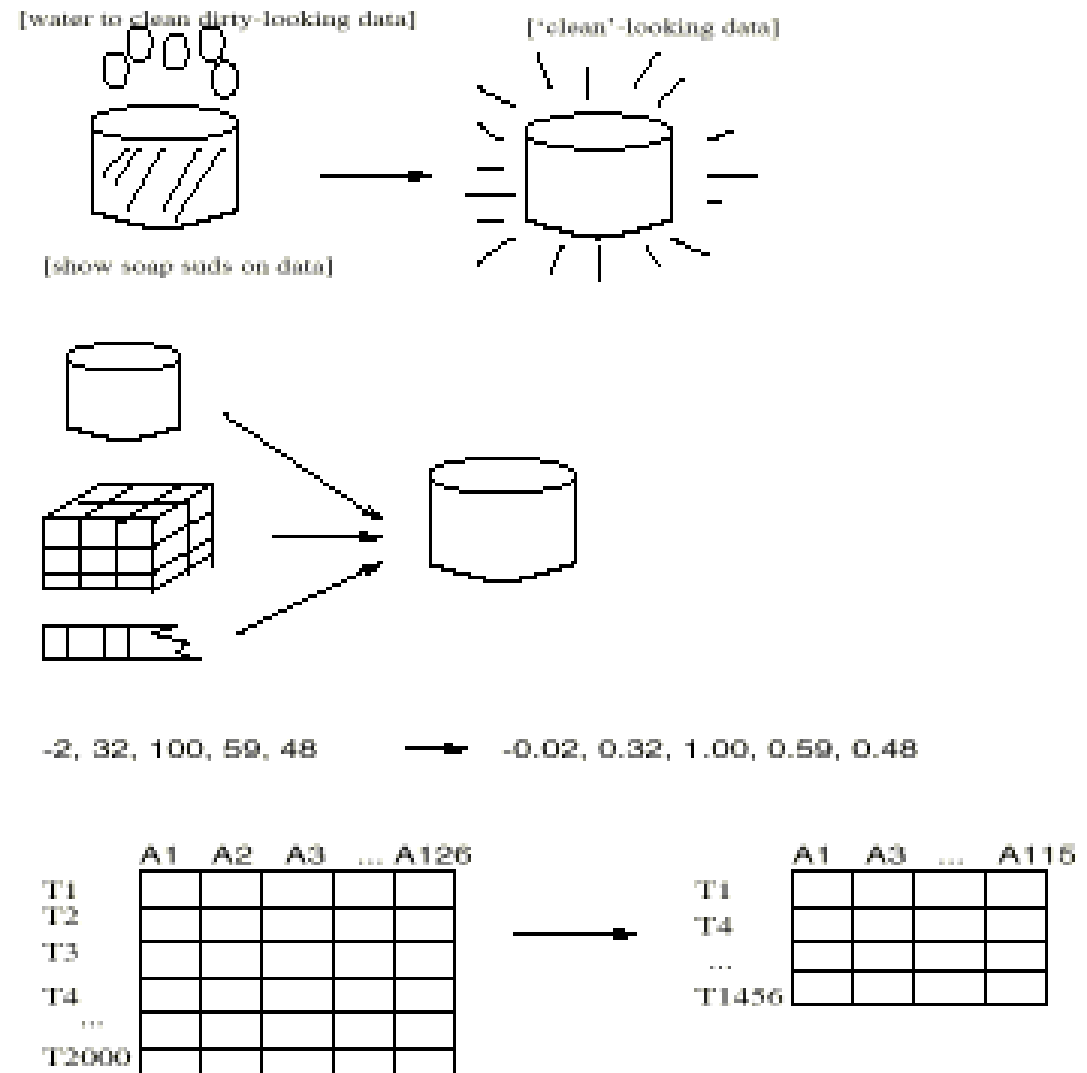 [water to clean dirty-looking data]
['clean'-looking data]
[show soap suds on data]
-2, 32, 100, 59, 48
-0.02, 0.32, 1.00, 0.59, 0.48
A1 A2 A3 ... A126
T1
T2
T3
T4
...
T2000
A1 A3 ... A115
T1
T4
...
T1456